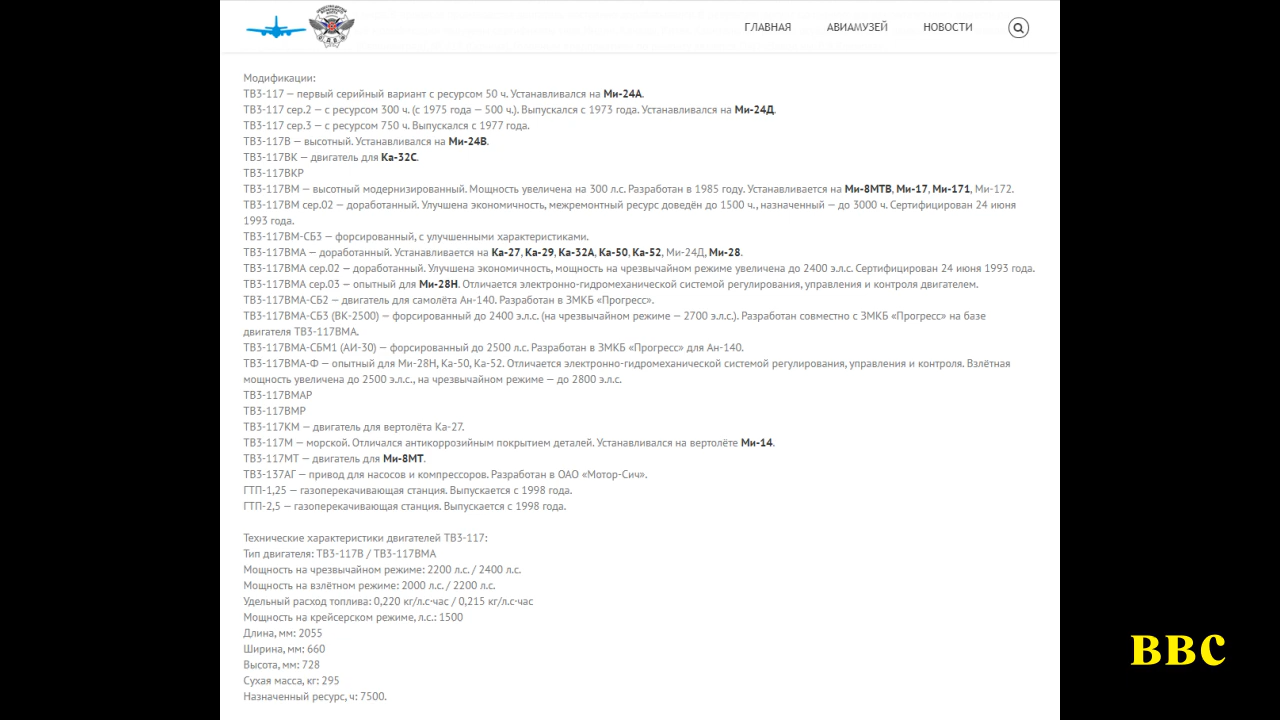 ГЛАВНАЯ АВИАМУЗЕЙ НОВОСТИ
Модификации:
ТВ3-117 — первый серийный вариант с ресурсом 50 ч. Устанавливался на Ми-24А.
ТВ3-117 сер.2 — с ресурсом 300 ч. (с 1975 года — 500 ч.). Выпускался с 1973 года. Устанавливался на Ми-24Д.
ТВ3-117 сер.3 — с ресурсом 750 ч. Выпускался с 1977 года.
ТВ3-117В — высотный. Устанавливался на Ми-24В.
ТВ3-117ВК — двигатель для Ка-32С.
ТВ3-117ВКР
ТВ3-117ВМ — высотный модернизированный. Мощность увеличена на 300 л.с. Разработан в 1985 году. Устанавливается на Ми-8МТВ, Ми-17, Ми-171, Ми-172.
ТВ3-117ВМ сер.02 — доработанный. Улучшена экономичность, межремонтный ресурс доведён до 1500 ч., назначенный — до 3000 ч. Сертифицирован 24 июня
1993 года.
ТВ3-117ВМ-СБ3 — форсированный, с улучшенными характеристиками.
ТВ3-117ВМА — доработанный. Устанавливается на Ка-27, Ка-29, Ка-32А, Ка-50, Ка-52, Ми-24Д, Ми-28.
ТВ3-117ВМА сер.02 — доработанный. Улучшена экономичность, мощность на чрезвычайном режиме увеличена до 2400 э.л.с. Сертифицирован 24 июня 1993 года.
ТВ3-117ВМА сер.03 — опытный для Ми-28Н. Отличается электронно-гидромеханической системой регулирования, управления и контроля двигателем.
ТВ3-117ВМА-СБ2 — двигатель для самолёта Ан-140. Разработан в ЗМКБ «Прогресс».
ТВ3-117ВМА-СБ3 (ВК-2500) — форсированный до 2400 э.л.с. (на чрезвычайном режиме — 2700 э.л.с.). Разработан совместно с ЗМКБ «Прогресс» на базе
двигателя ТВ3-117ВМА.
ТВ3-117ВМА-СБМ1 (АИ-30) — форсированный до 2500 л.с. Разработан в ЗМКБ «Прогресс» для Ан-140.
ТВ3-117ВМА-Ф — опытный для Ми-28Н, Ка-50, Ка-52. Отличается электронно-гидромеханической системой регулирования, управления и контроля. Взлётная
мощность увеличена до 2500 э.л.с., на чрезвычайном режиме — до 2800 э.л.с.
ТВ3-117ВМАР
ТВ3-117ВМР
ТВ3-117КМ — двигатель для вертолёта Ка-27.
ТВ3-117М — морской. Отличался антикоррозийным покрытием деталей. Устанавливался на вертолёте Ми-14.
ТВ3-117МТ — двигатель для Ми-8МТ.
ТВ3-137АГ — привод для насосов и компрессоров. Разработан в ОАО «Мотор-Сич».
ГТП-1,25 — газоперекачивающая станция. Выпускается с 1998 года.
ГТП-2,5 — газоперекачивающая станция. Выпускается с 1998 года.
Технические характеристики двигателей ТВ3-117:
Тип двигателя: ТВ3-117В / ТВ3-117ВМА
Мощность на чрезвычайном режиме: 2200 л.с. / 2400 л.с.
Мощность на взлётном режиме: 2000 л.с. / 2200 л.с.
Удельный расход топлива: 0,220 кг/л.с·час / 0,215 кг/л.с·час
Мощность на крейсерском режиме, л.с.: 1500
Длина, мм: 2055
Ширина, мм: 660
Высота, мм: 728
Сухая масса, кг: 295
Назначенный ресурс, ч: 7500.
ВВС